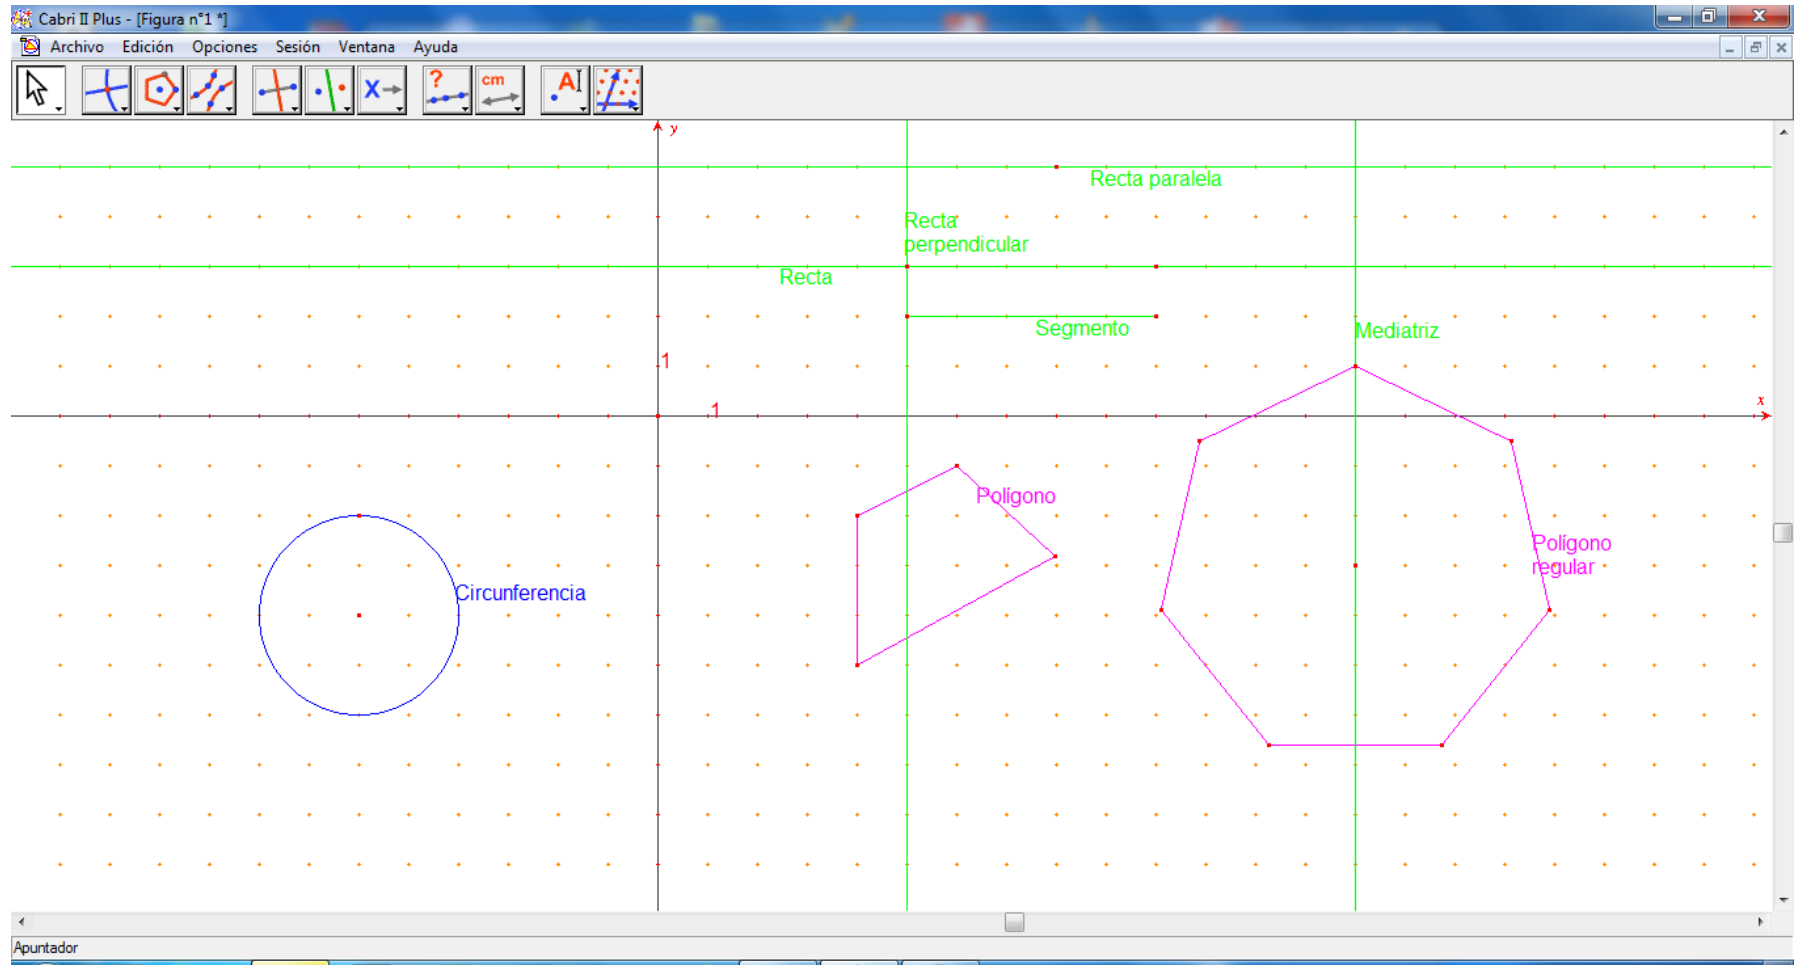 Cabri II Plus - [Figura n°1 *]
Archivo Edición Opciones Sesión Ventana Ayuda
? cm A
X
y
Recta paralela
Recta
perpendicular
Recta
Segmento
Mediatriz
1
1
x
Polígono
Polígono
regular
Circunferencia
Apuntador